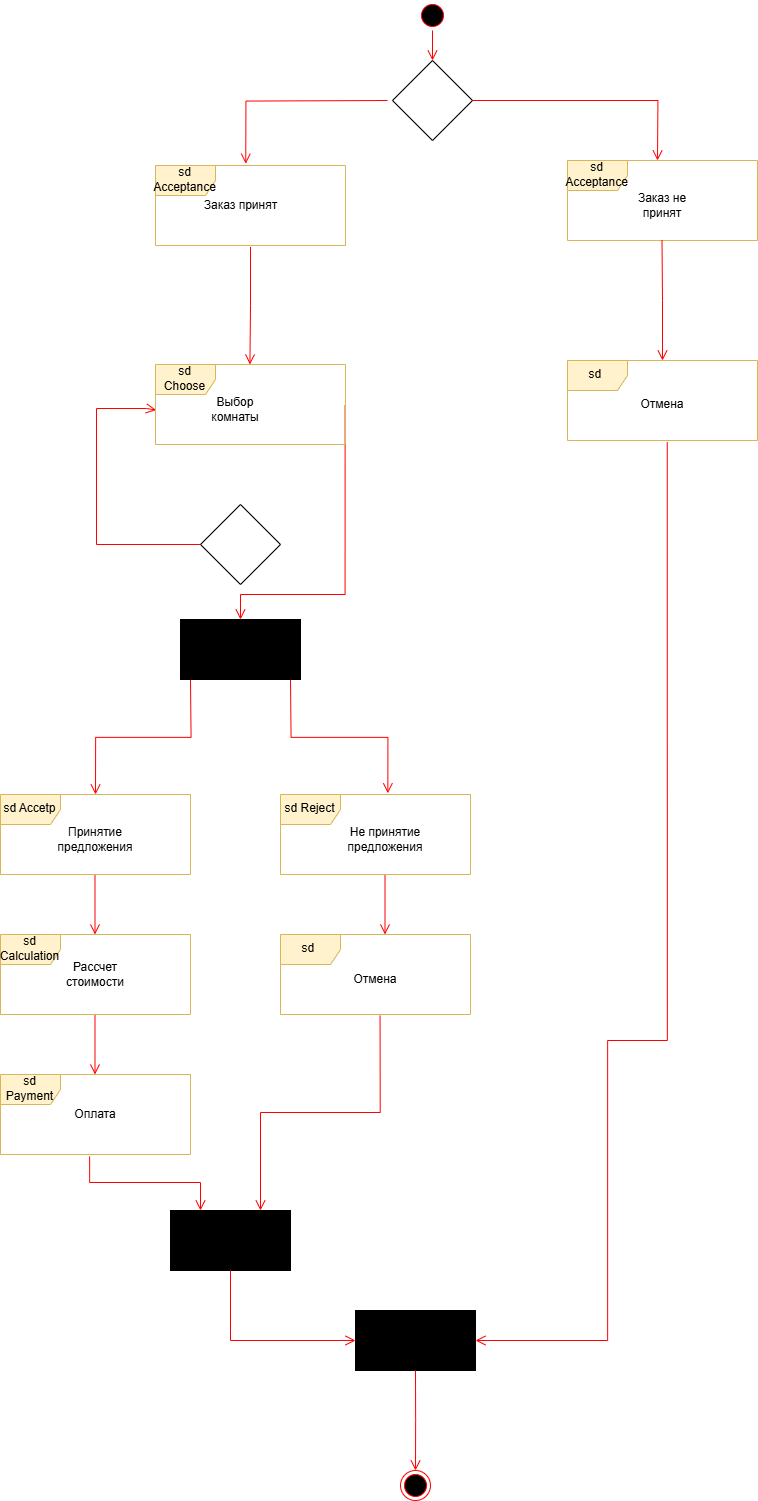 sd
Acceptance
Заказ принят
sd
Acceptance
Заказ не
принят
sd
Choose
Выбор
комнаты
sd
Отмена
sd Accetp
Принятие
предложения
sd Reject
Не принятие
предложения
sd
Calculation
Рассчет
стоимости
sd
Отмена
sd
Payment
Оплата